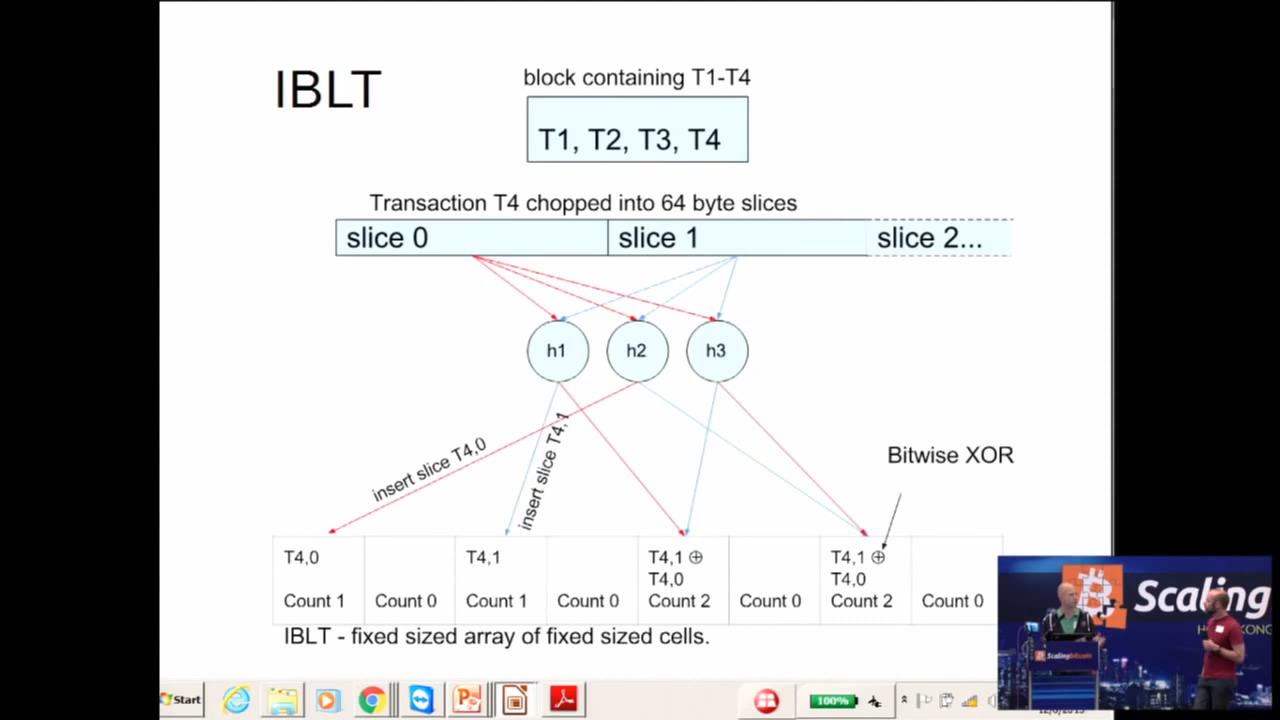 IBLT
block containing T1-T4
T1, T2, T3, T4
Transaction T4 chopped into 64 byte slices
slice 0
slice 1
slice 2...
h1
h2
h3
insert slice T4,0
insert slice T4,1
Bitwise XOR
T4,0
Count 1
Count 0
T4,1
Count 1
Count 0
T4,1 ⊕
T4,0
Count 2
Count 0
T4,1 ⊕
T4,0
Count 2
Count 0
IBLT - fixed sized array of fixed sized cells.
Scaling
ScalingBitcoin
Start
100%